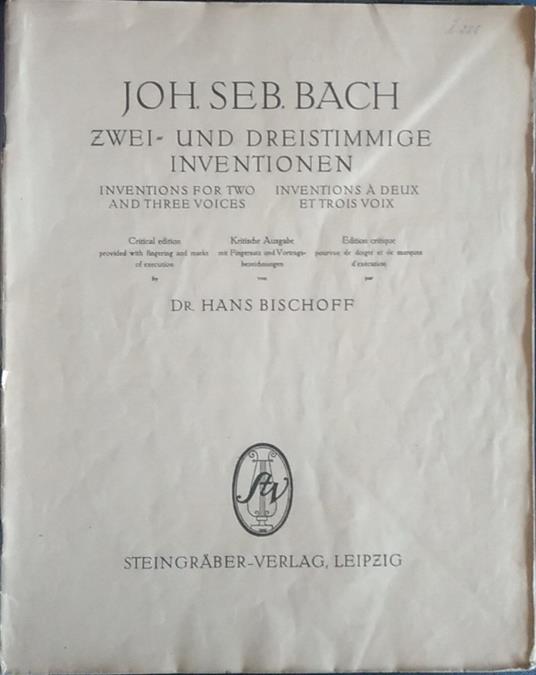 JOH. SEB. BACH
ZWEI- UND DREISTIMMIGE
INVENTIONEN
INVENTIONS FOR TWO
AND THREE VOICES
INVENTIONS À DEUX
ET TROIS VOIX
Critical edition
provided with fingering and marks
of execution
by
Kritische Ausgabe
mit Fingersatz und Vortrags-
bezeichnungen
von
Edition critique
pourvue de doigté et de marques
d'exécution
par
DR. HANS BISCHOFF
StV
STEINGRÄBER-VERLAG, LEIPZIG